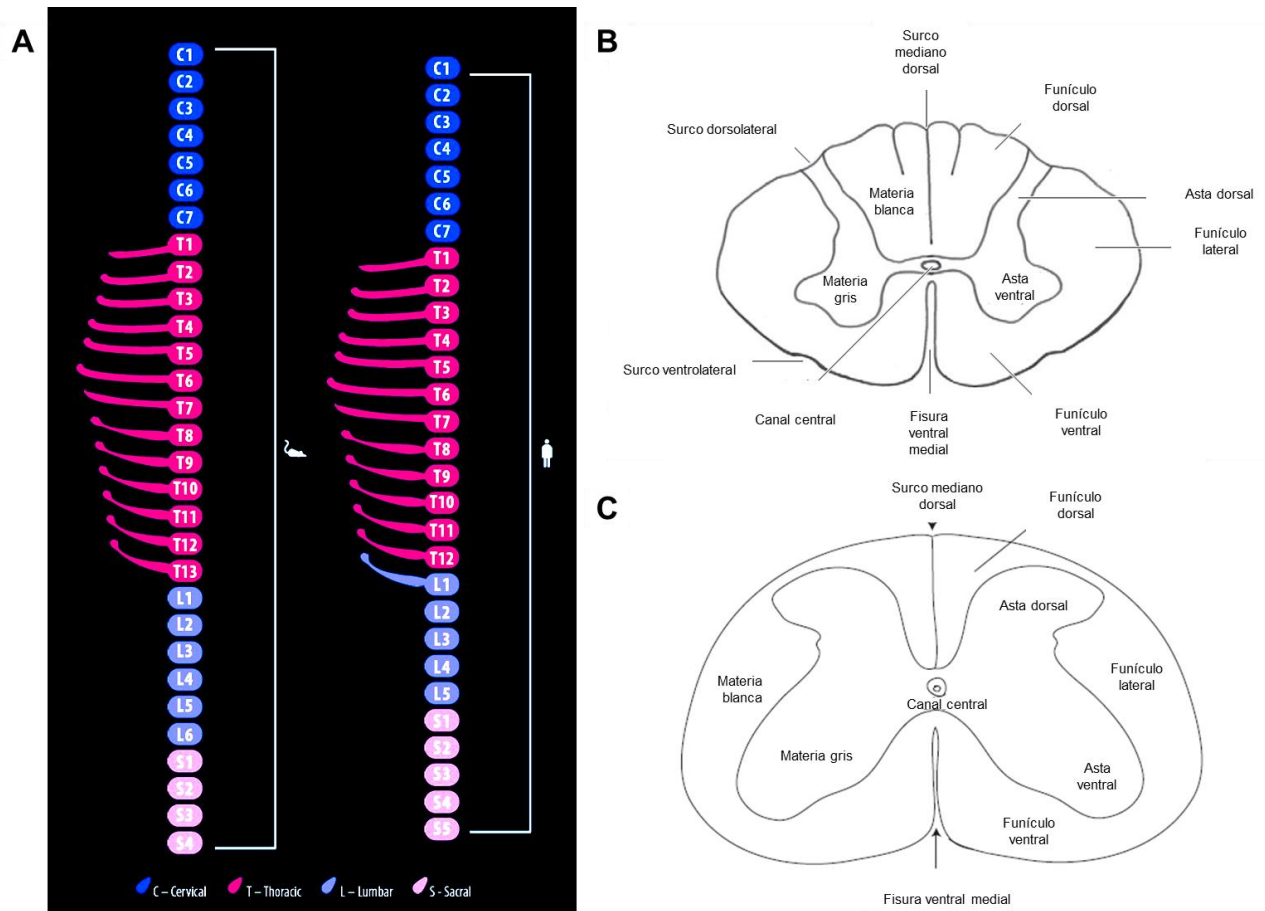 A
C1
C2
C3
C4
C5
C6
C7
T1
T2
T3
T4
T5
T6
T7
T8
T9
T10
T11
T12
T13
L1
L2
L3
L4
L5
L6
S1
S2
S3
S4
C1
C2
C3
C4
C5
C6
C7
T1
T2
T3
T4
T5
T6
T7
T8
T9
T10
T11
T12
L1
L2
L3
L4
L5
S1
S2
S3
S4
S5
C – Cervical
T – Thoracic
L – Lumbar
S - Sacral
B
Surco
mediano
dorsal
Funículo
dorsal
Surco dorsolateral
Materia
blanca
Asta dorsal
Funículo
lateral
Materia
gris
Asta
ventral
Surco ventrolateral
Canal central
Fisura
ventral
medial
Funículo
ventral
C
Surco mediano
dorsal
Funículo
dorsal
Asta dorsal
Materia
blanca
Funículo
lateral
Canal central
Materia gris
Asta
ventral
Funículo
ventral
Fisura ventral medial